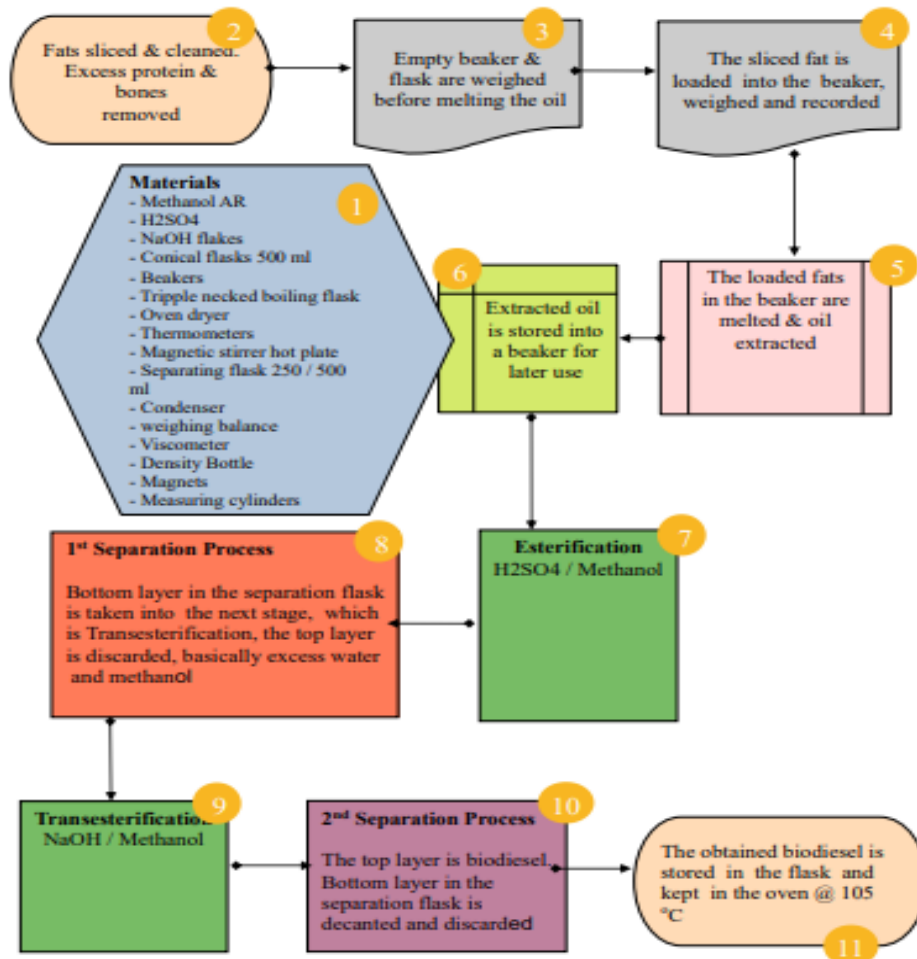 2
Fats sliced & cleaned.
Excess protein &
bones
removed
3
Empty beaker &
flask are weighed
before melting the oil
4
The sliced fat is
loaded into the beaker,
weighed and recorded
1
Materials
- Methanol AR
- H2SO4
- NaOH flakes
- Conical flasks 500 ml
- Beakers
- Tripple necked boiling flask
- Oven dryer
- Thermometers
- Magnetic stirrer hot plate
- Separating flask 250 / 500
ml
- Condenser
- weighing balance
- Viscometer
- Density Bottle
- Magnets
- Measuring cylinders
6
Extracted oil
is stored into
a beaker for
later use
5
The loaded fats
in the beaker are
melted & oil
extracted
8
1st Separation Process
Bottom layer in the separation flask
is taken into the next stage, which
is Transesterification, the top layer
is discarded, basically excess water
and methanol
7
Esterification
H2SO4 / Methanol
9
Transesterification
NaOH / Methanol
10
2nd Separation Process
The top layer is biodiesel.
Bottom layer in the
separation flask is
decanted and discarded
The obtained biodiesel is
stored in the flask and
kept in the oven @ 105
°C
11